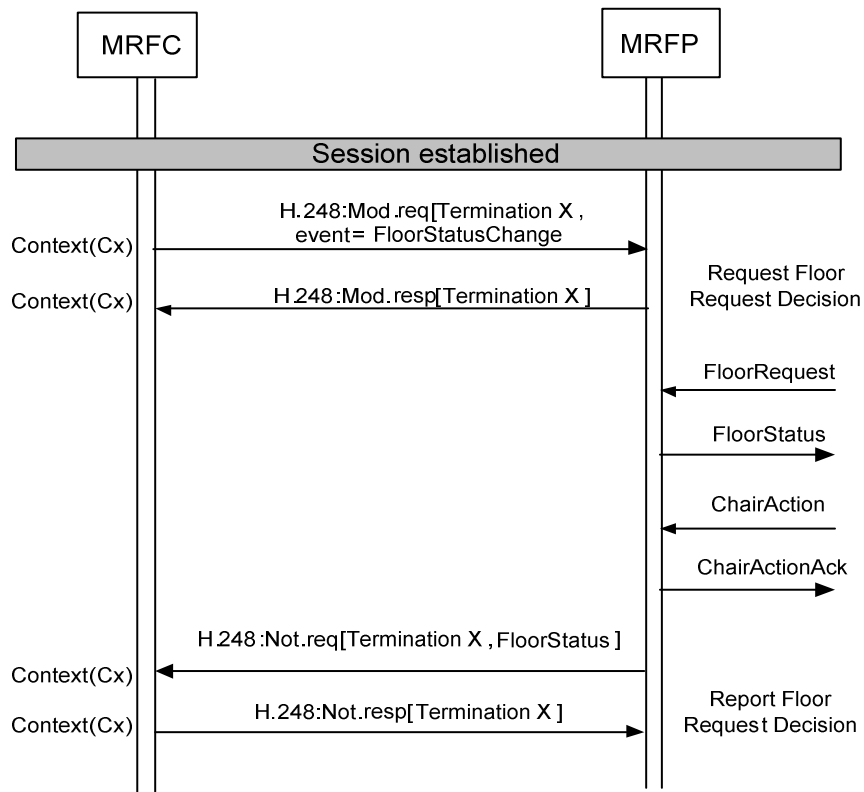 MRFC
MRFP
Session established
H.248:Mod.req[Termination X ,
event= FloorStatusChange
Context(Cx)
H.248:Mod.resp[Termination X ]
Context(Cx)
Request Floor
Request Decision
FloorRequest
FloorStatus
ChairAction
ChairActionAck
H.248:Not.req[Termination X , FloorStatus ]
Context(Cx)
H.248:Not.resp[Termination X ]
Context(Cx)
Report Floor
Request Decision